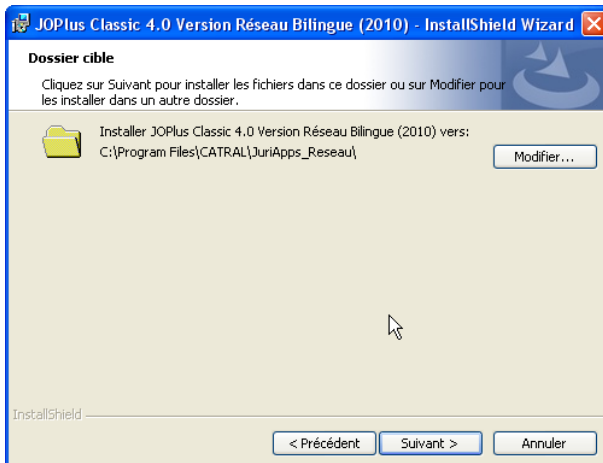 JOPlus Classic 4.0 Version Réseau Bilingue (2010) - InstallShield Wizard
Dossier cible
Cliquez sur Suivant pour installer les fichiers dans ce dossier ou sur Modifier pour
les installer dans un autre dossier.
Installer JOPlus Classic 4.0 Version Réseau Bilingue (2010) vers:
C:\Program Files\CATRAL\JuriApps_Reseau\
Modifier...
InstallShield
< Précédent
Suivant >
Annuler